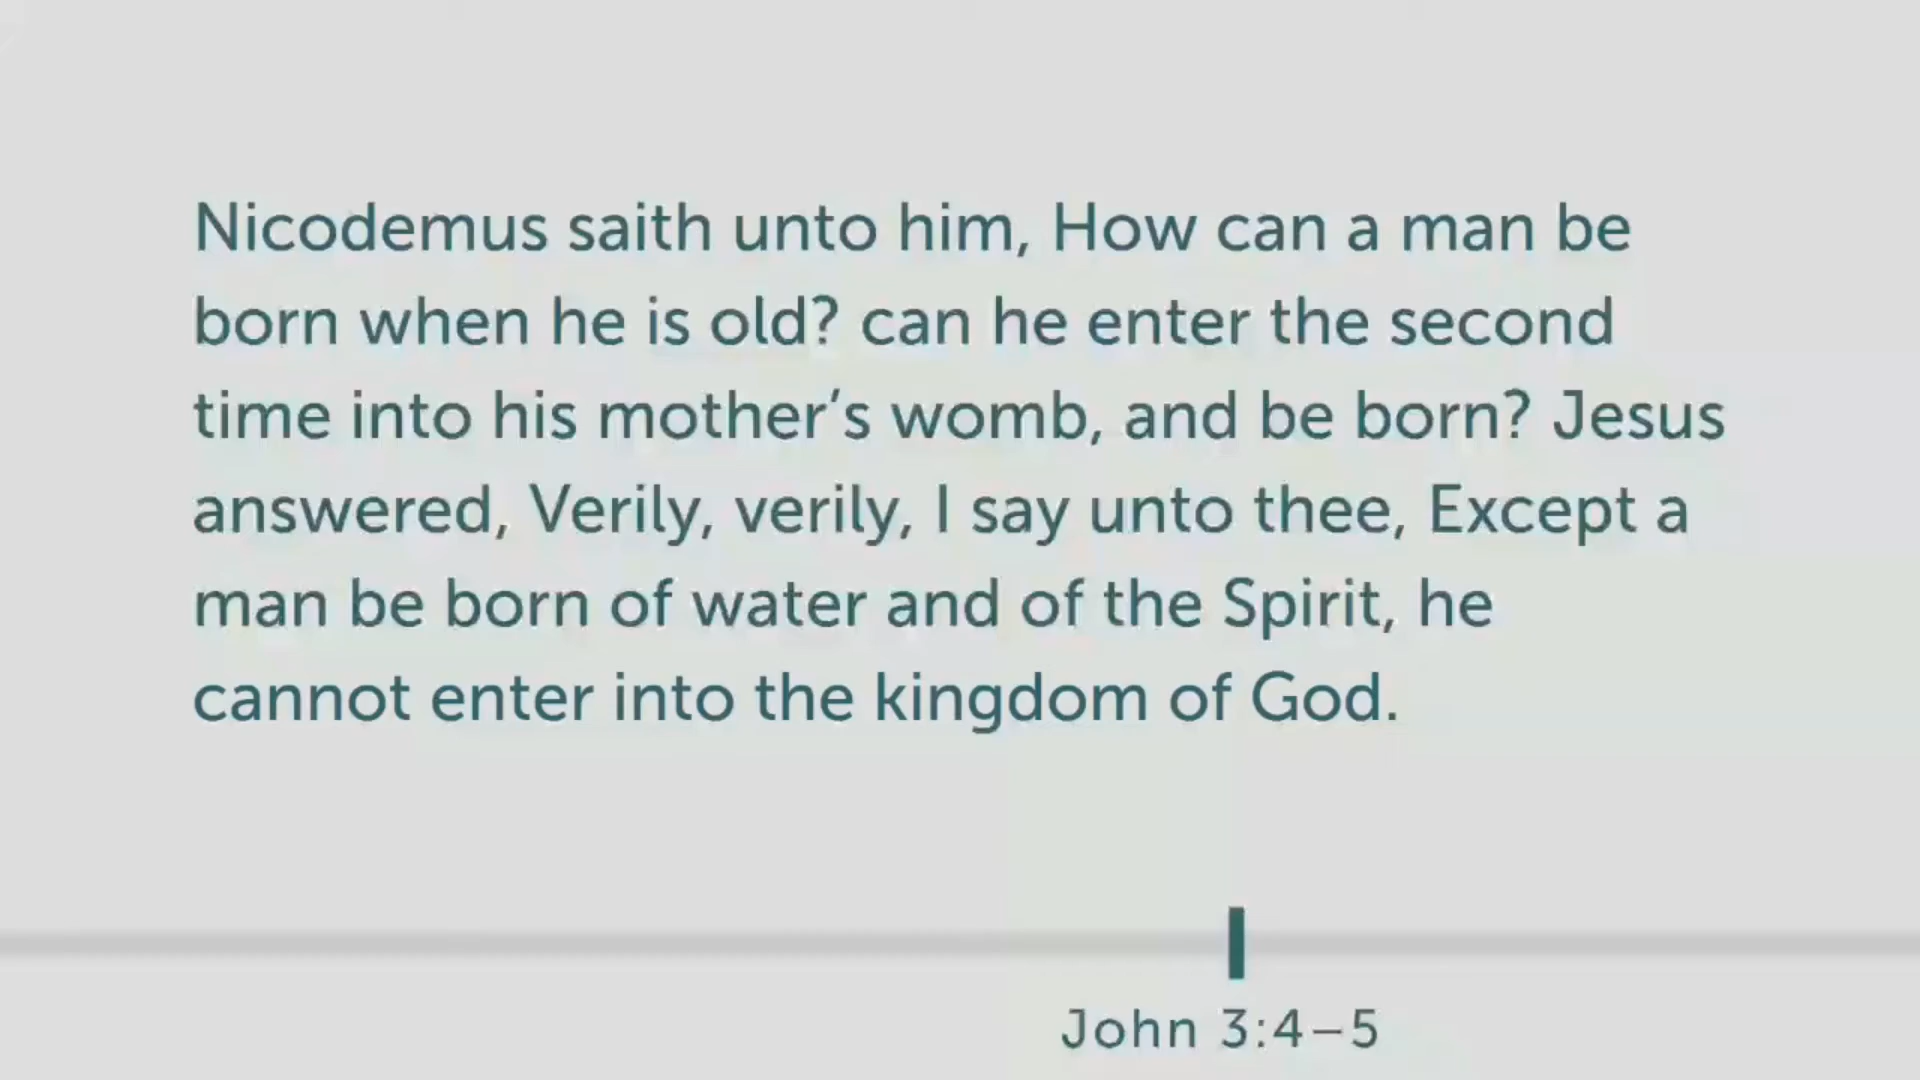 Nicodemus saith unto him, How can a man be
born when he is old? can he enter the second
time into his mother’s womb, and be born? Jesus
answered, Verily, verily, I say unto thee, Except a
man be born of water and of the Spirit, he
cannot enter into the kingdom of God.
John 3:4–5